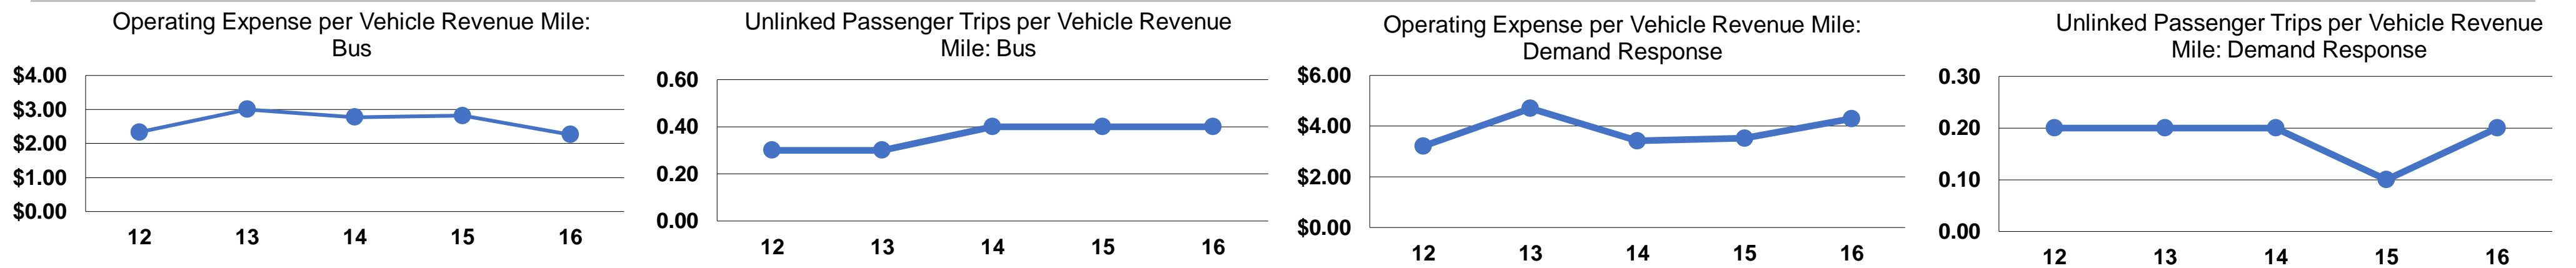 Operating Expense per Vehicle Revenue Mile:
Bus
$4.00
$3.00
$2.00
$1.00
$0.00
12 13 14 15 16
Unlinked Passenger Trips per Vehicle Revenue
Mile: Bus
0.60
0.40
0.20
0.00
12 13 14 15 16
Operating Expense per Vehicle Revenue Mile:
Demand Response
$6.00
$4.00
$2.00
$0.00
12 13 14 15 16
Unlinked Passenger Trips per Vehicle Revenue
Mile: Demand Response
0.30
0.20
0.10
0.00
12 13 14 15 16